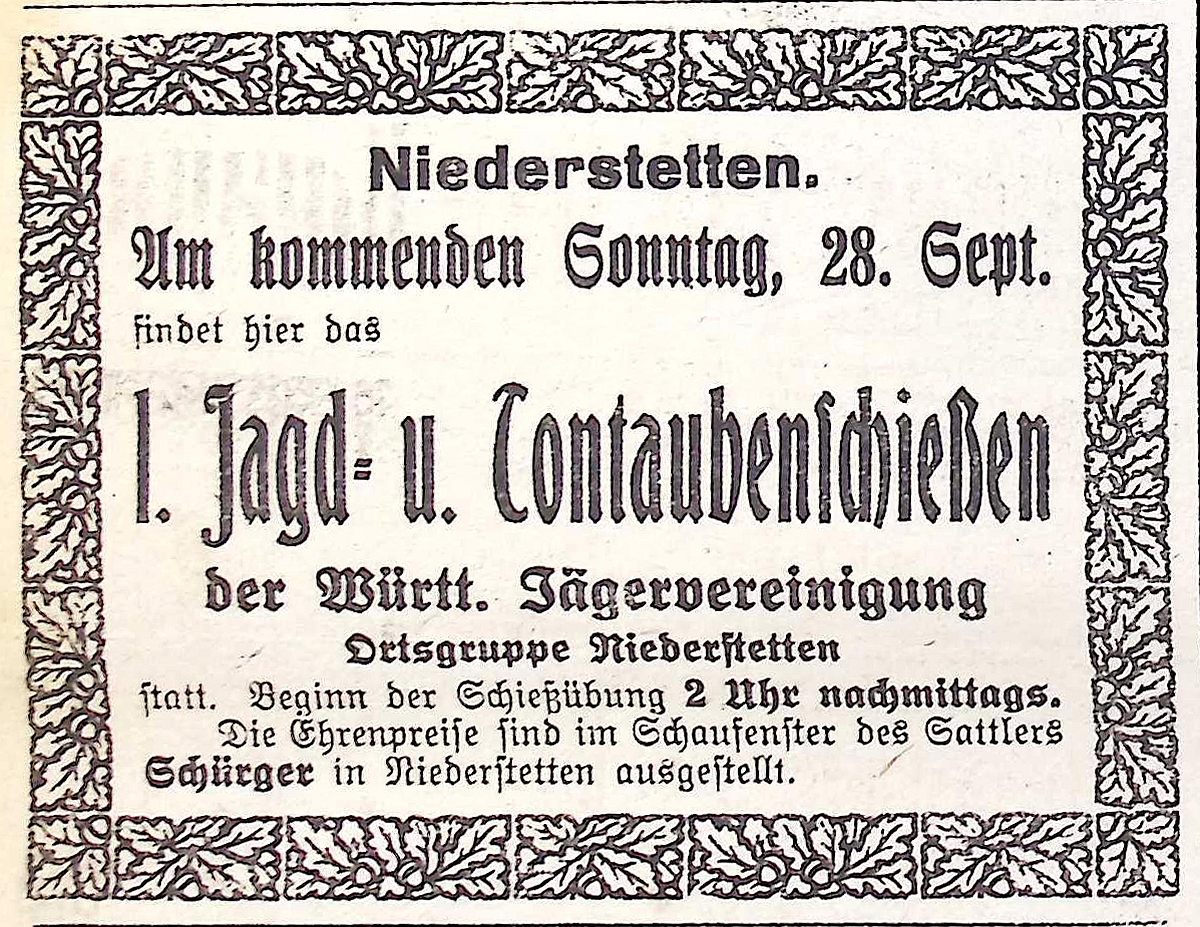 Niederstetten.
Am kommenden Sonntag, 28. Sept.
findet hier das
1. Jagd- u. Tontaubenschießen
der Württ. Jägervereinigung
Ortsgruppe Niederstetten
statt. Beginn der Schießübung 2 Uhr nachmittags.
Die Ehrenpreise sind im Schaufenster des Sattlers
Schürger in Niederstetten ausgestellt.